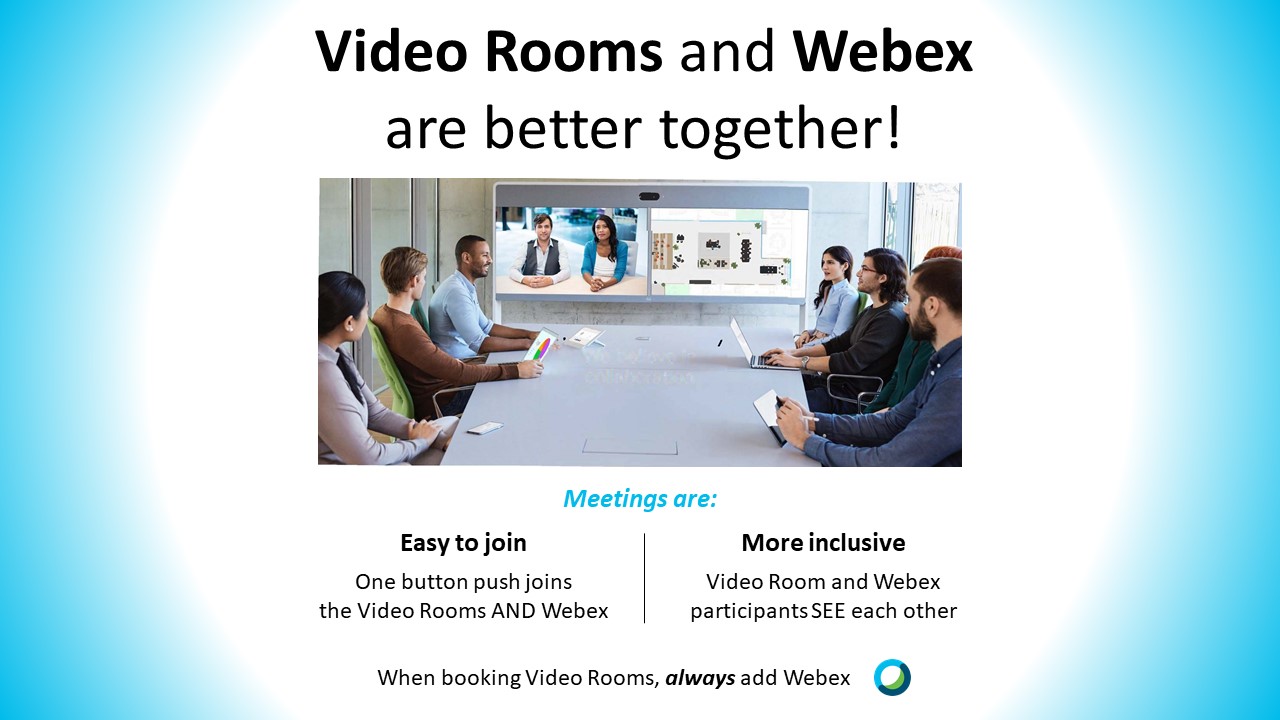 Video Rooms and Webex
are better together!
Meetings are:
Easy to join
One button push joins
the Video Rooms AND Webex
More inclusive
Video Room and Webex
participants SEE each other
When booking Video Rooms, always add Webex